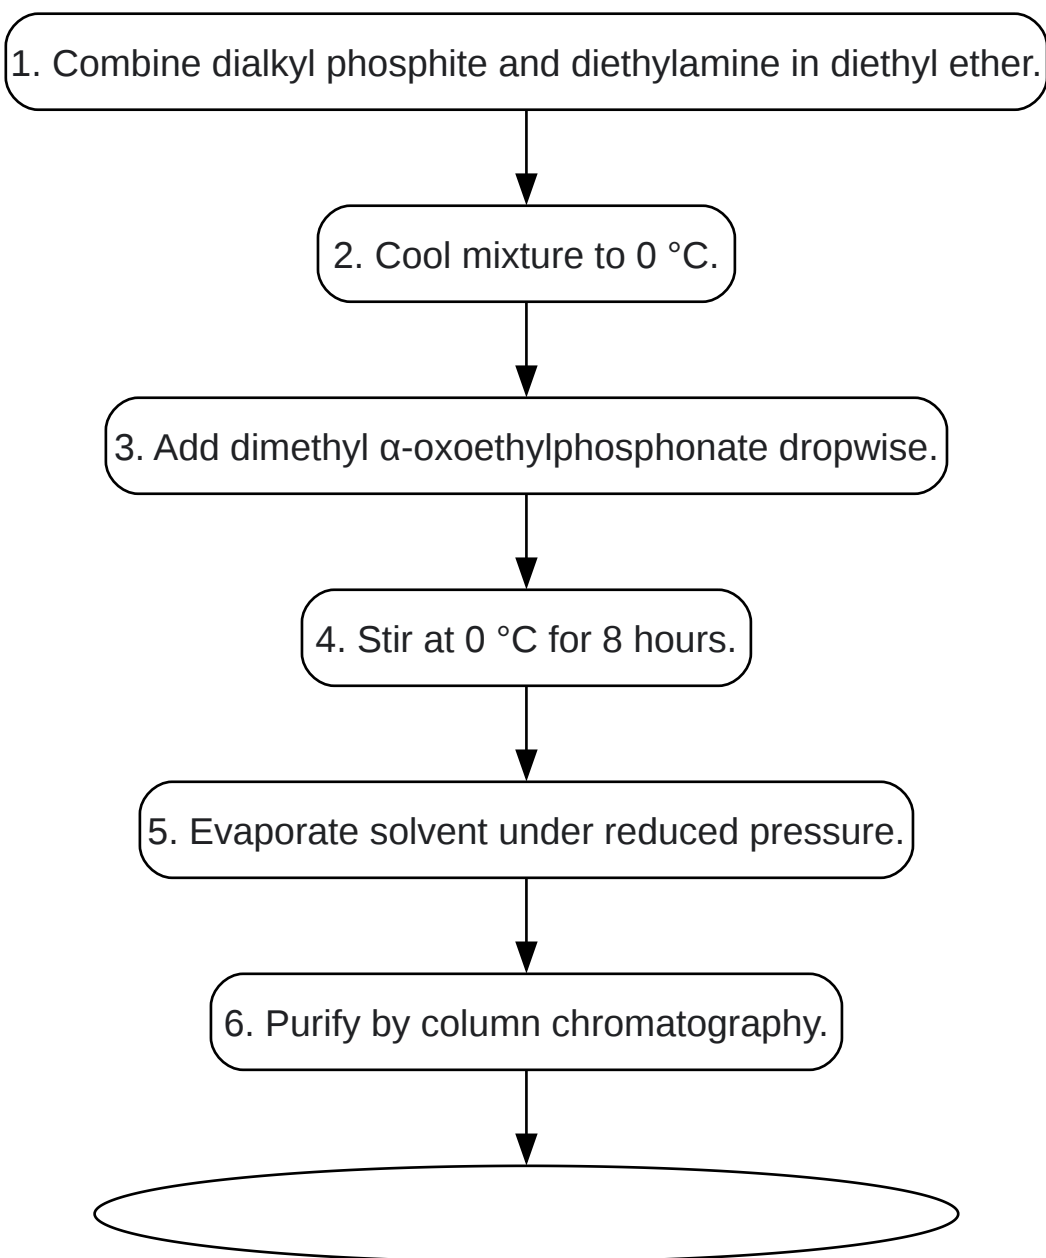 1. Combine dialkyl phosphite and diethylamine in diethyl ether.
2. Cool mixture to 0 °C.
3. Add dimethyl α-oxoethylphosphonate dropwise.
4. Stir at 0 °C for 8 hours.
5. Evaporate solvent under reduced pressure.
6. Purify by column chromatography.